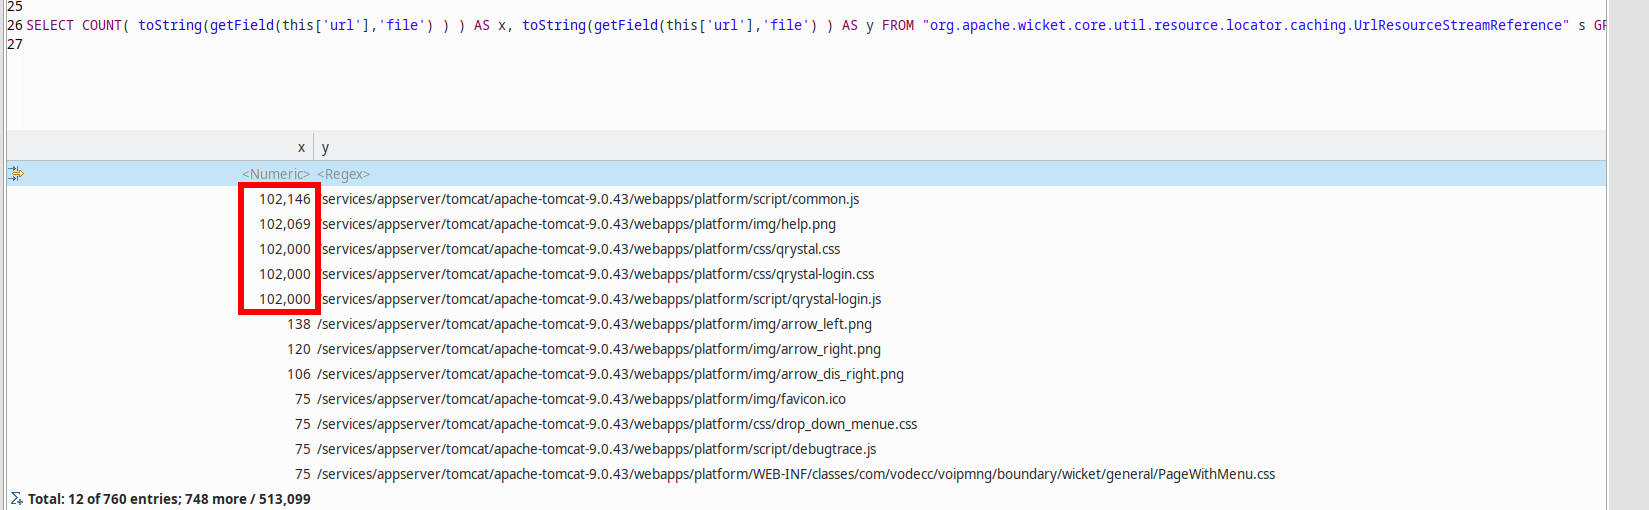 25
26 SELECT COUNT( toString(getField(this['url'],'file') ) ) AS x, toString(getField(this['url'],'file') ) AS y FROM "org.apache.wicket.core.util.resource.locator.caching.UrlResourceStreamReference" s GR
27
x y
<Numeric> <Regex>
102,146 /services/appserver/tomcat/apache-tomcat-9.0.43/webapps/platform/script/common.js
102,069 /services/appserver/tomcat/apache-tomcat-9.0.43/webapps/platform/img/help.png
102,000 /services/appserver/tomcat/apache-tomcat-9.0.43/webapps/platform/css/qrystal.css
102,000 /services/appserver/tomcat/apache-tomcat-9.0.43/webapps/platform/css/qrystal-login.css
102,000 /services/appserver/tomcat/apache-tomcat-9.0.43/webapps/platform/script/qrystal-login.js
138 /services/appserver/tomcat/apache-tomcat-9.0.43/webapps/platform/img/arrow_left.png
120 /services/appserver/tomcat/apache-tomcat-9.0.43/webapps/platform/img/arrow_right.png
106 /services/appserver/tomcat/apache-tomcat-9.0.43/webapps/platform/img/arrow_dis_right.png
75 /services/appserver/tomcat/apache-tomcat-9.0.43/webapps/platform/img/favicon.ico
75 /services/appserver/tomcat/apache-tomcat-9.0.43/webapps/platform/css/drop_down_menue.css
75 /services/appserver/tomcat/apache-tomcat-9.0.43/webapps/platform/script/debugtrace.js
75 /services/appserver/tomcat/apache-tomcat-9.0.43/webapps/platform/WEB-INF/classes/com/vodecc/voipmng/boundary/wicket/general/PageWithMenu.css
Total: 12 of 760 entries; 748 more / 513,099